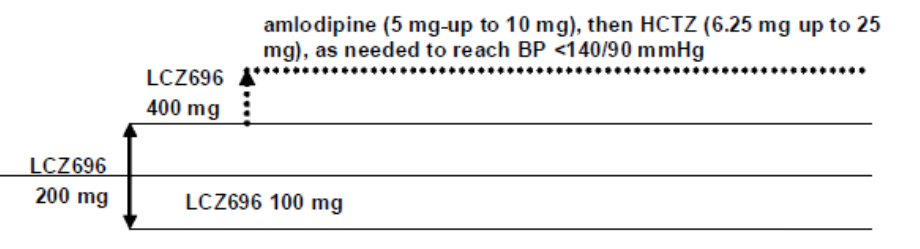 amlodipine (5 mg-up to 10 mg), then HCTZ (6.25 mg up to 25
mg), as needed to reach BP <140/90 mmHg
LCZ696
400 mg
LCZ696
200 mg
LCZ696 100 mg